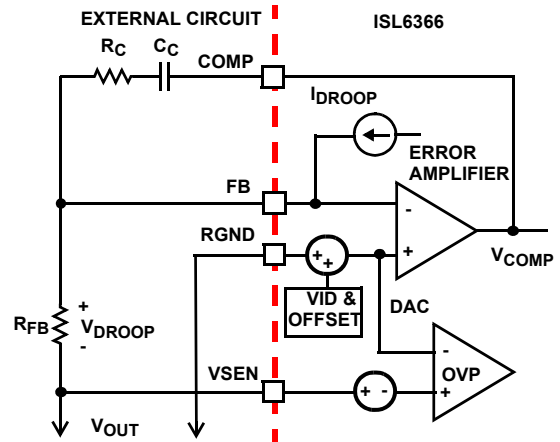 EXTERNAL CIRCUIT
ISL6366
RC
CC
COMP
IDROOP
ERROR
AMPLIFIER
FB
-
RGND
+
+
+
VCOMP
VID &
OFFSET
DAC
RFB
+
VDROOP
-
VSEN
+ -
-
OVP
+
VOUT